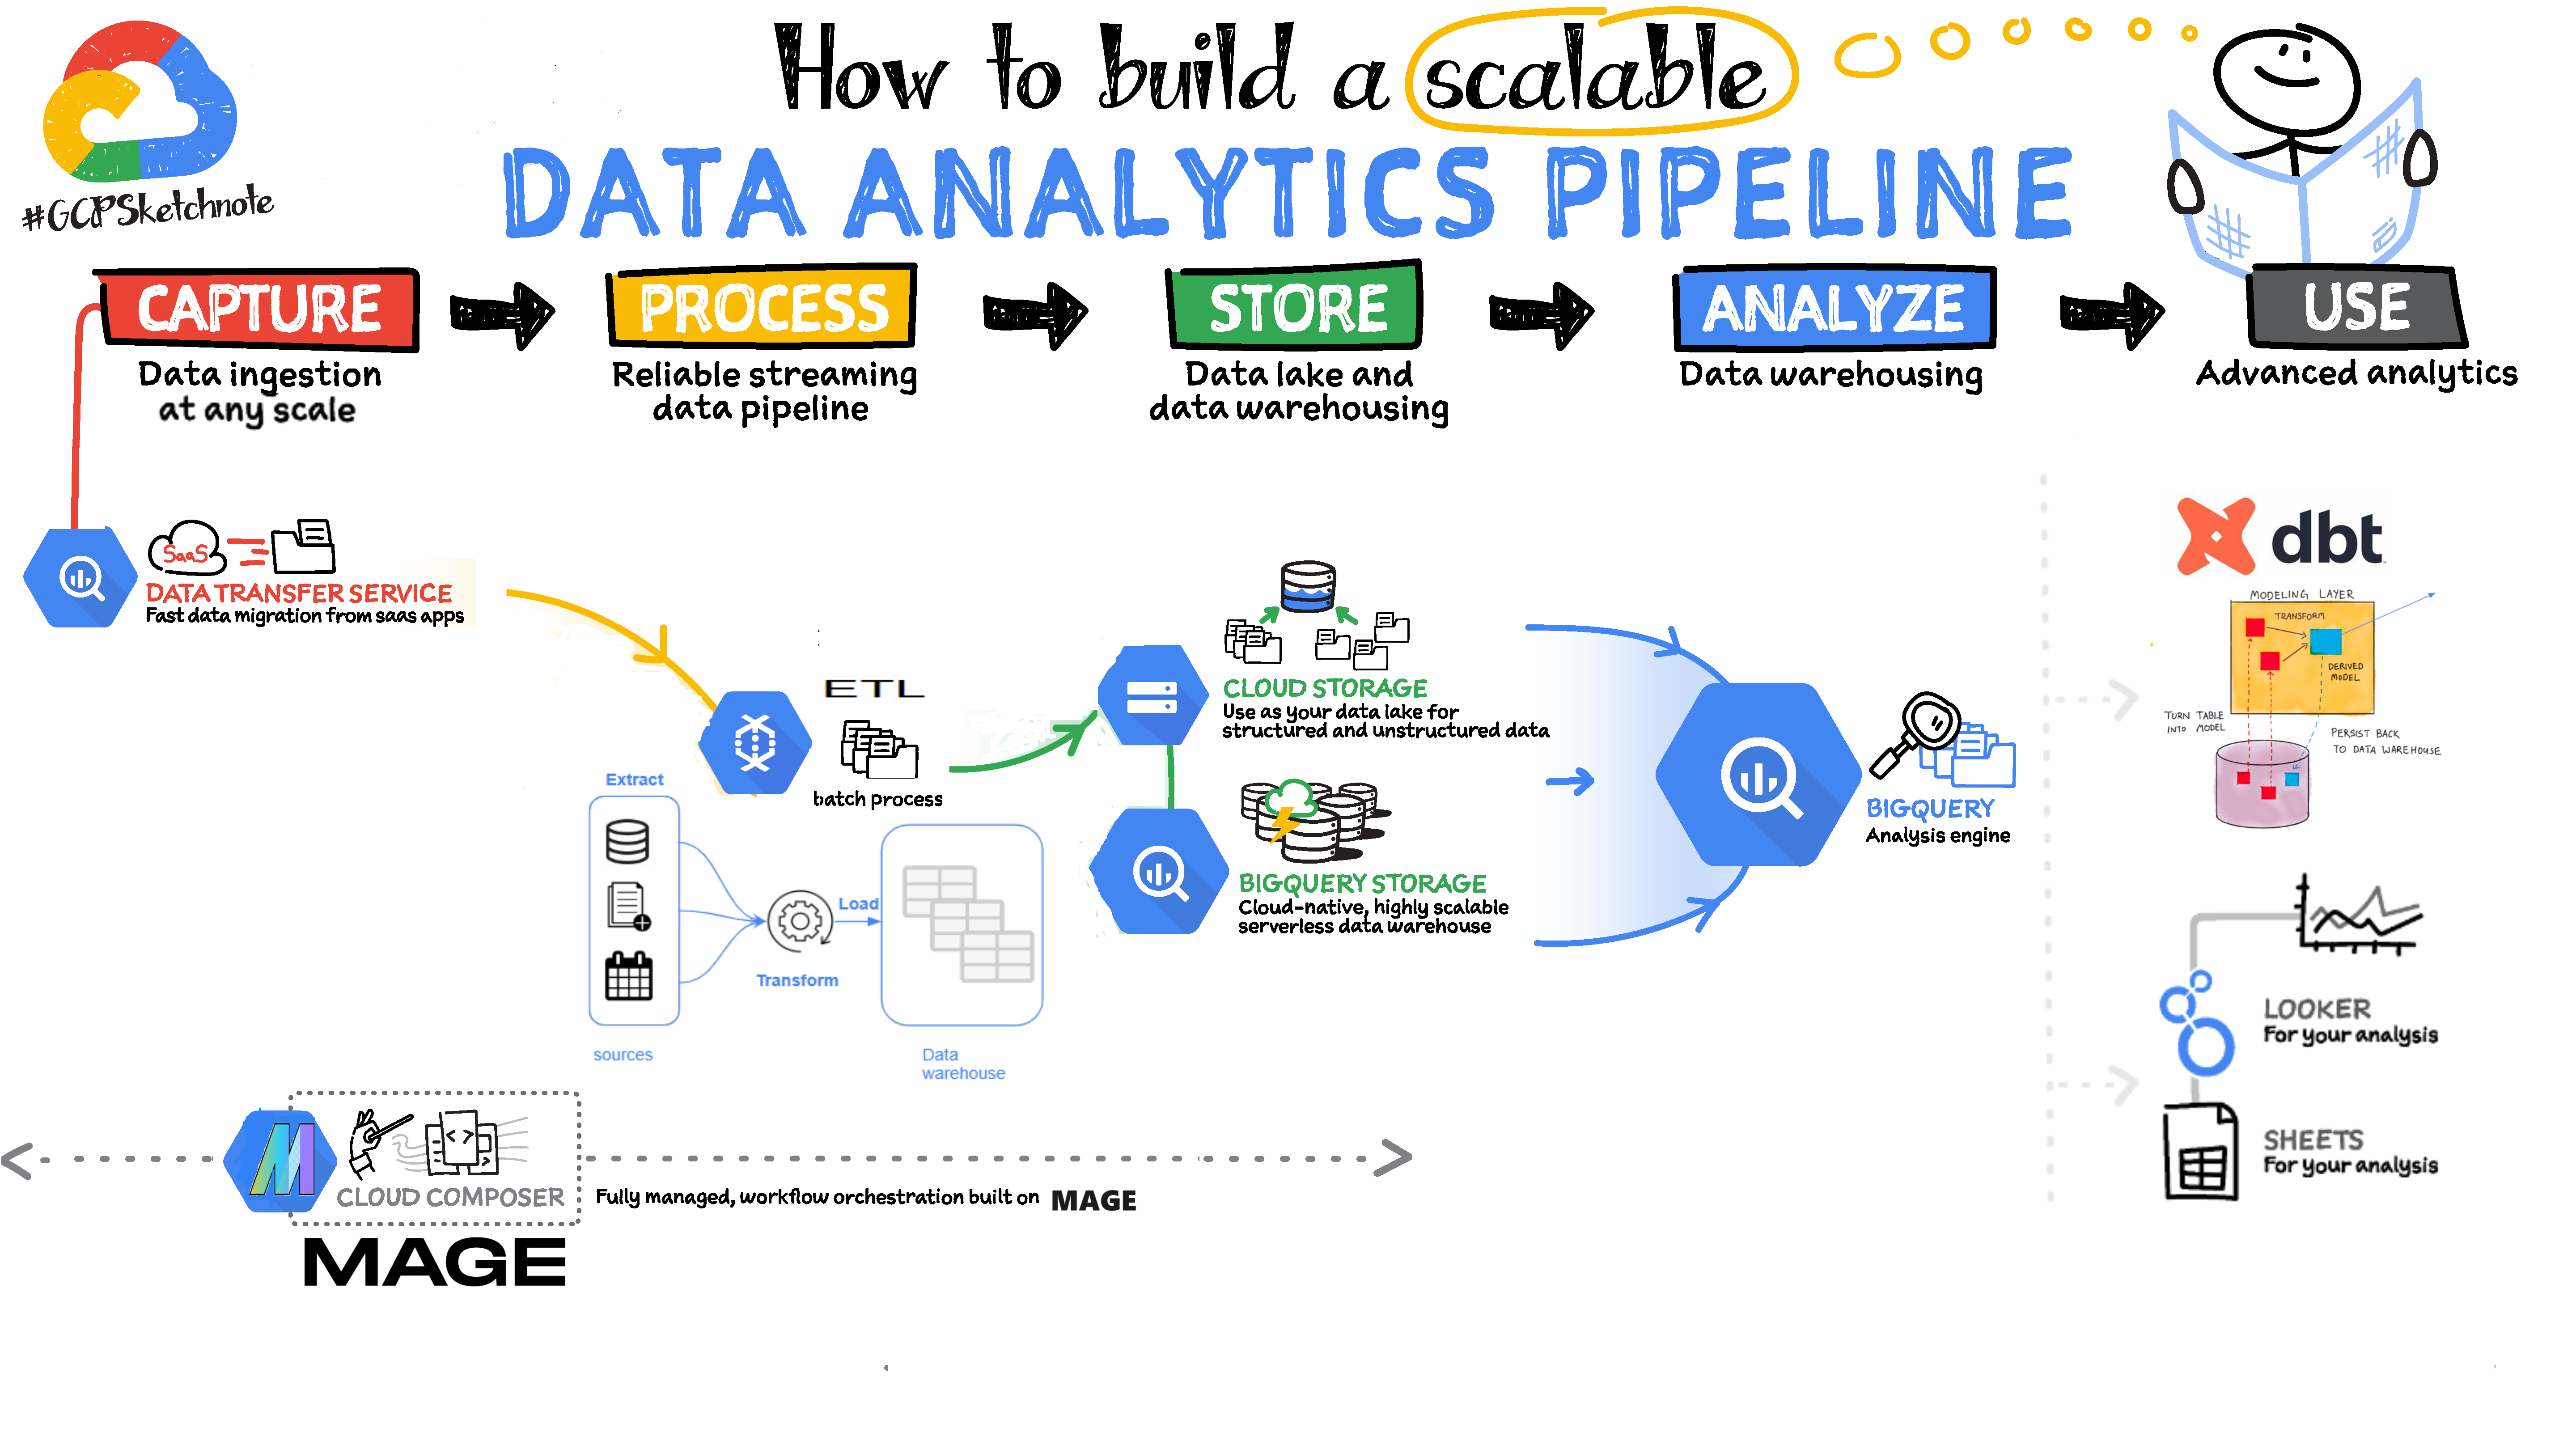 How to build a scalable
DATA ANALYTICS PIPELINE
#GCPSketchnote
CAPTURE
Data ingestion
at any scale
PROCESS
Reliable streaming
data pipeline
STORE
Data lake and
data warehousing
ANALYZE
Data warehousing
USE
Advanced analytics
SaaS
DATA TRANSFER SERVICE
Fast data migration from saas apps
ETL
batch process
Extract
Load
Transform
sources
Data
warehouse
CLOUD STORAGE
Use as your data lake for
structured and unstructured data
BIGQUERY STORAGE
Cloud-native, highly scalable
serverless data warehouse
BIGQUERY
Analysis engine
dbt
MODELING LAYER
TRANSFORM
DERIVED
MODEL
TURN TABLE
INTO MODEL
PERSIST BACK
TO DATA WAREHOUSE
LOOKER
For your analysis
SHEETS
For your analysis
CLOUD COMPOSER
Fully managed, workflow orchestration built on MAGE
MAGE